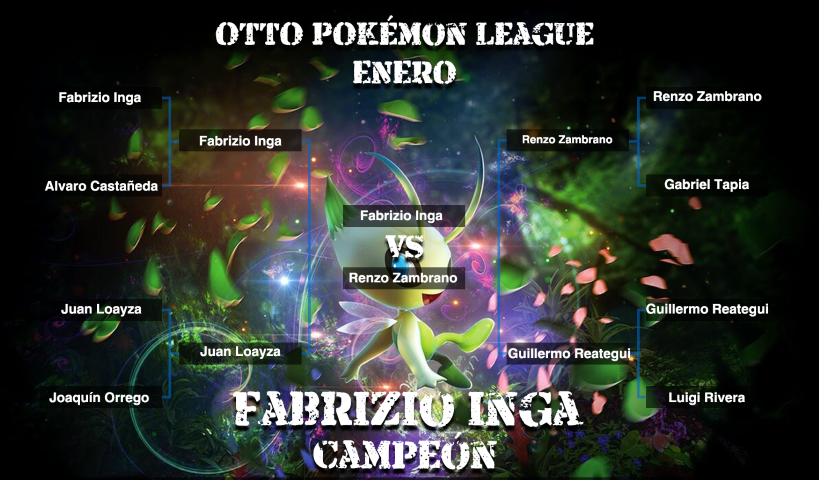 OTTO POKÉMON LEAGUE
ENERO
Fabrizio Inga
Alvaro Castañeda
Juan Loayza
Joaquín Orrego
Fabrizio Inga
Juan Loayza
Fabrizio Inga
VS
Renzo Zambrano
Renzo Zambrano
Guillermo Reategui
Renzo Zambrano
Gabriel Tapia
Guillermo Reategui
Luigi Rivera
FABRIZIO INGA
CAMPEÓN